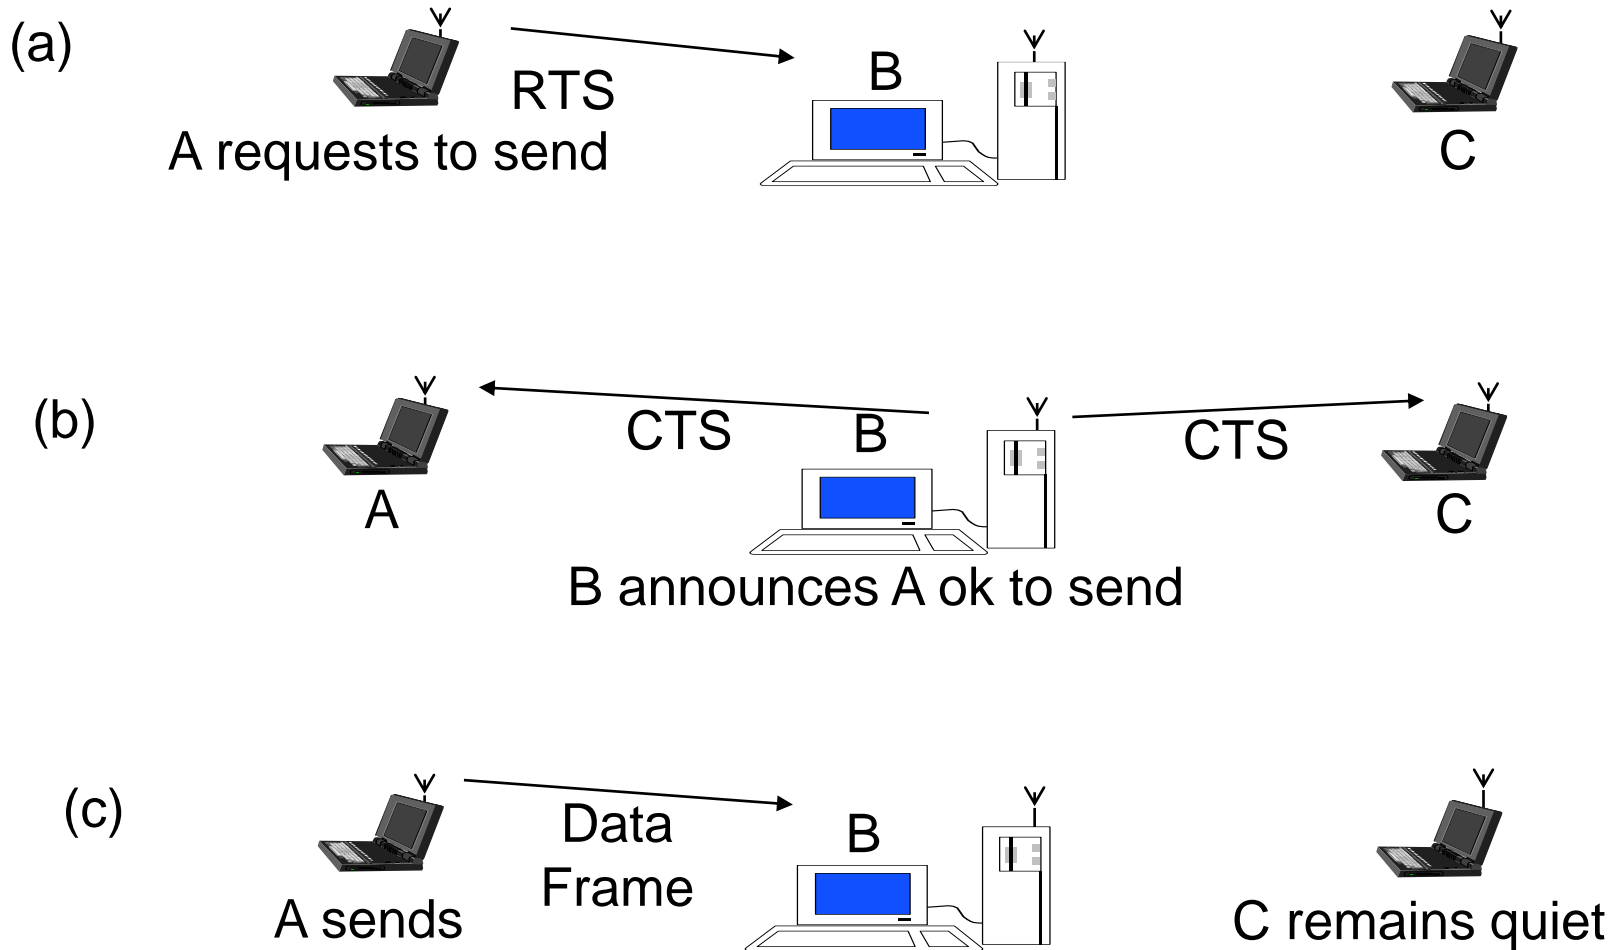 (a)
B
RTS
A requests to send
C
(b)
CTS
B
CTS
A
C
B announces A ok to send
(c)
Data
Frame
B
A sends
C remains quiet